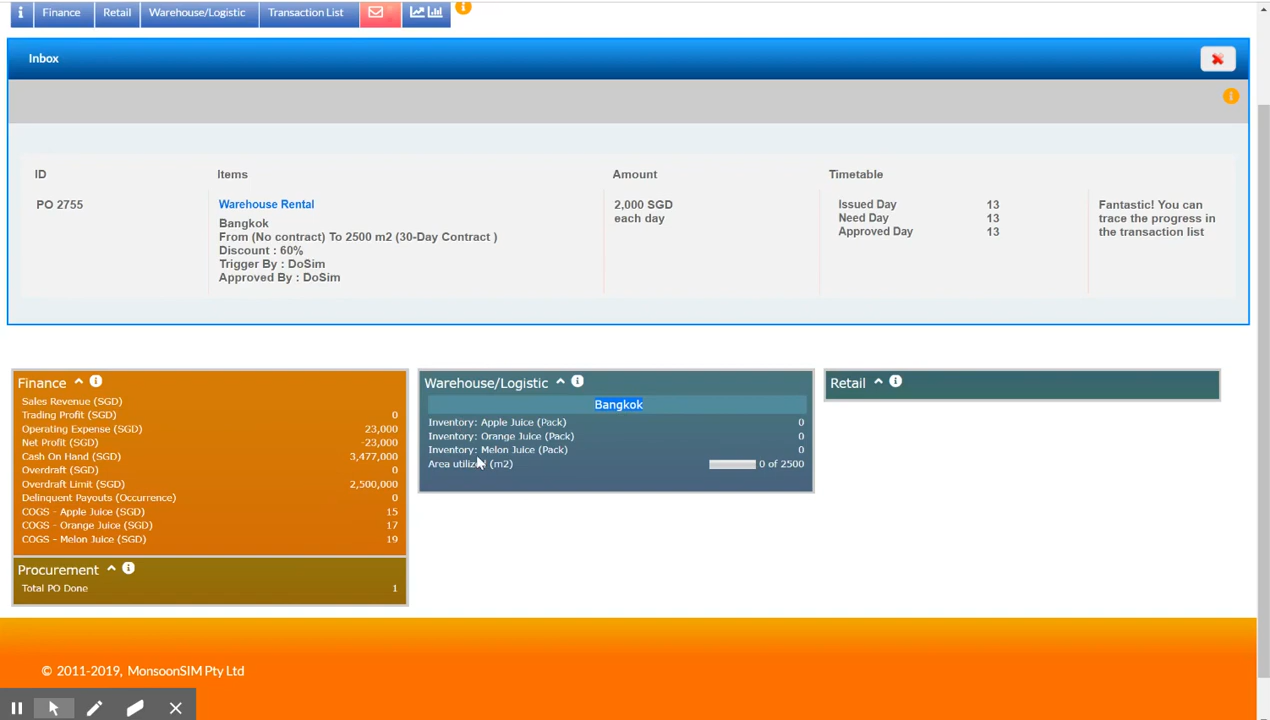 Finance Retail Warehouse/Logistic Transaction List
Inbox
ID Items Amount Timetable
PO 2755 Warehouse Rental 2,000 SGD Issued Day 13 Fantastic! You can
Bangkok each day Need Day 13 trace the progress in
From (No contract) To 2500 m2 (30-Day Contract ) Approved Day 13 the transaction list
Discount : 60%
Trigger By : DoSim
Approved By : DoSim
Finance Warehouse/Logistic Retail
Sales Revenue (SGD) Bangkok
Trading Profit (SGD) 0 Inventory: Apple Juice (Pack) 0
Operating Expense (SGD) 23,000 Inventory: Orange Juice (Pack) 0
Net Profit (SGD) -23,000 Inventory: Melon Juice (Pack) 0
Cash On Hand (SGD) 3,477,000 Area utilized (m2) 0 of 2500
Overdraft (SGD) 0
Overdraft Limit (SGD) 2,500,000
Delinquent Payouts (Occurrence) 0
COGS - Apple Juice (SGD) 15
COGS - Orange Juice (SGD) 17
COGS - Melon Juice (SGD) 19
Procurement
Total PO Done 1
© 2011-2019, MonsoonSIM Pty Ltd